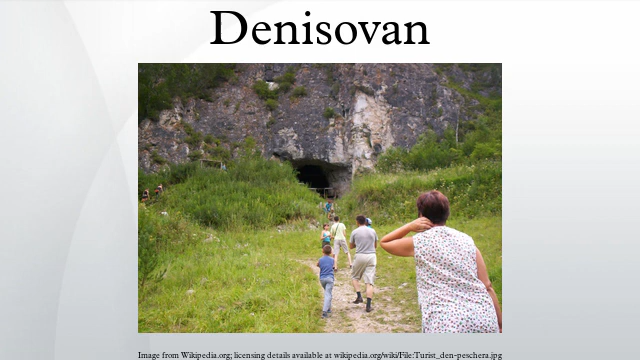 Denisovan
Image from Wikipedia.org; licensing details available at wikipedia.org/wiki/File:Turist_den-peschera.jpg